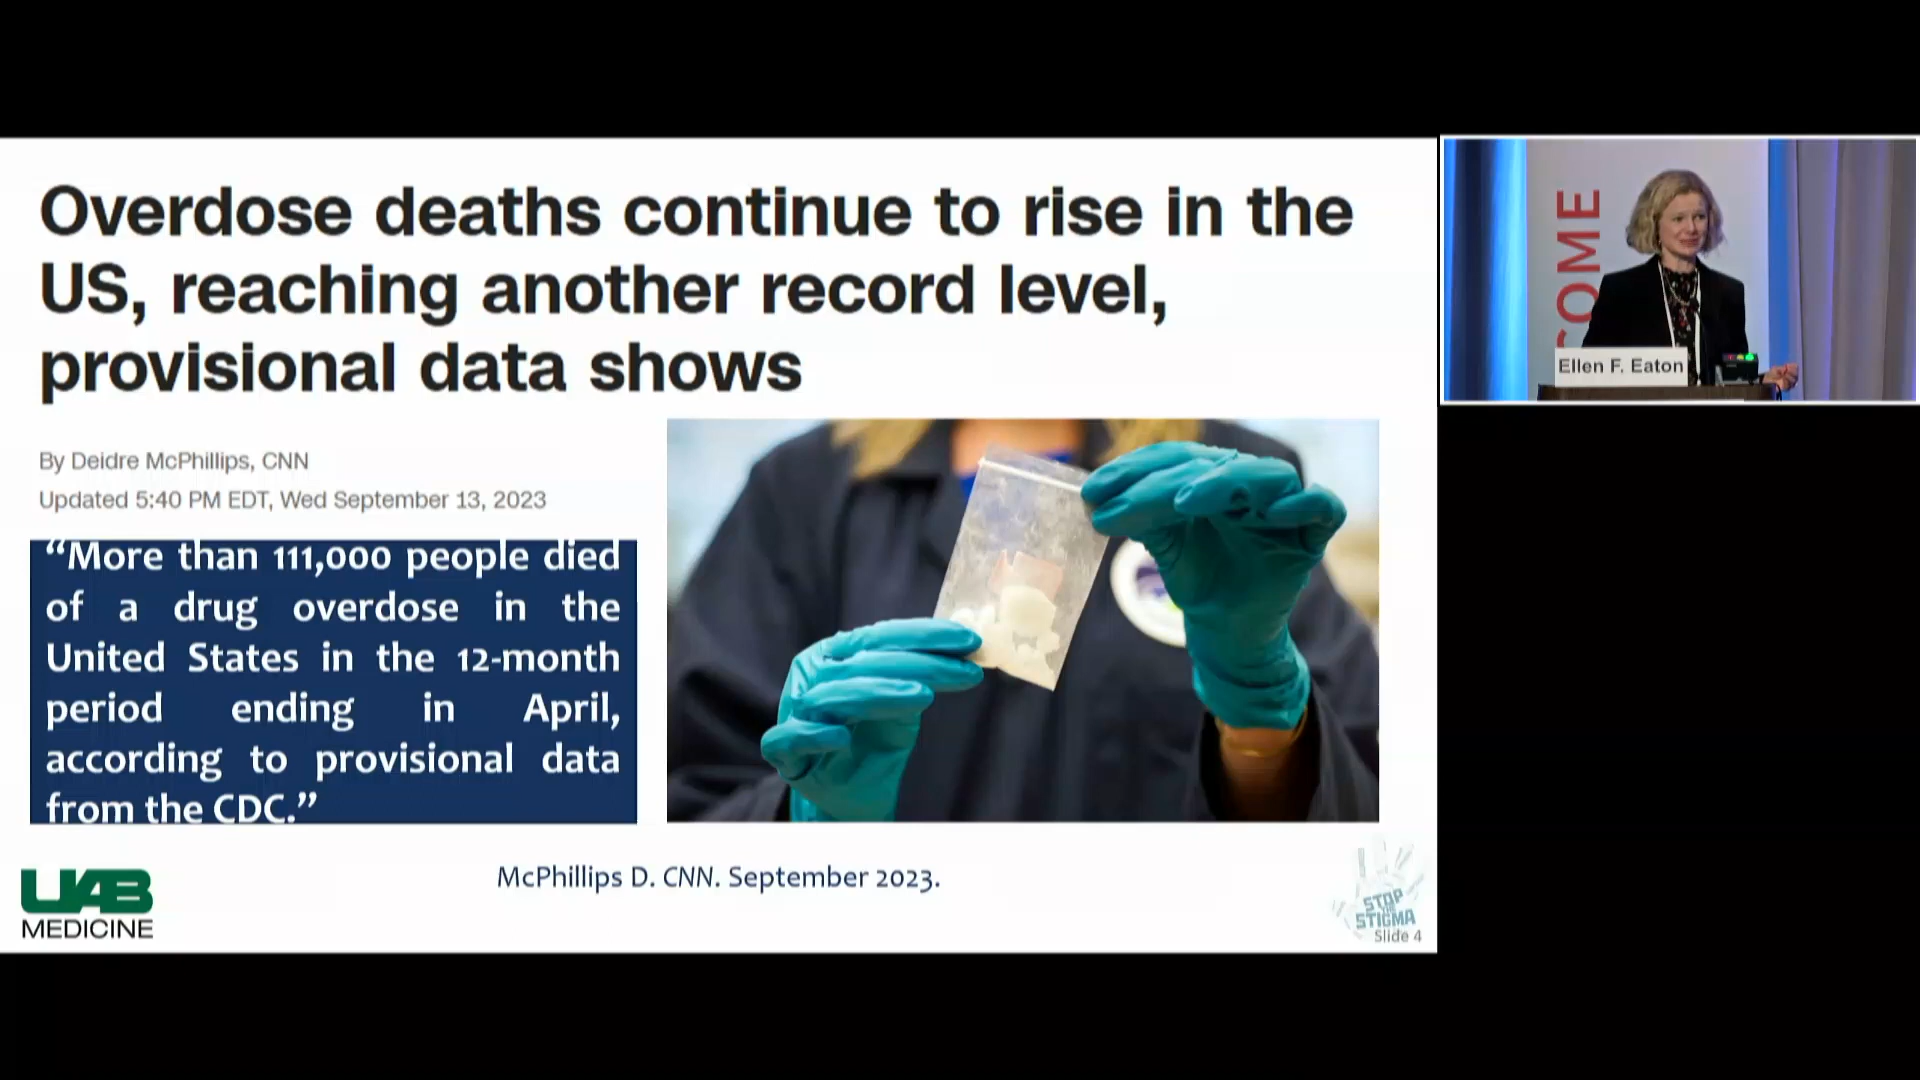 Overdose deaths continue to rise in the
US, reaching another record level,
provisional data shows
By Deidre McPhillips, CNN
Updated 5:40 PM EDT, Wed September 13, 2023
“More than 111,000 people died
of a drug overdose in the
United States in the 12-month
period ending in April,
according to provisional data
from the CDC.”
McPhillips D. CNN. September 2023.
UAB
MEDICINE
STOP
THE
STIGMA
Slide 4
COME
Ellen F. Eaton